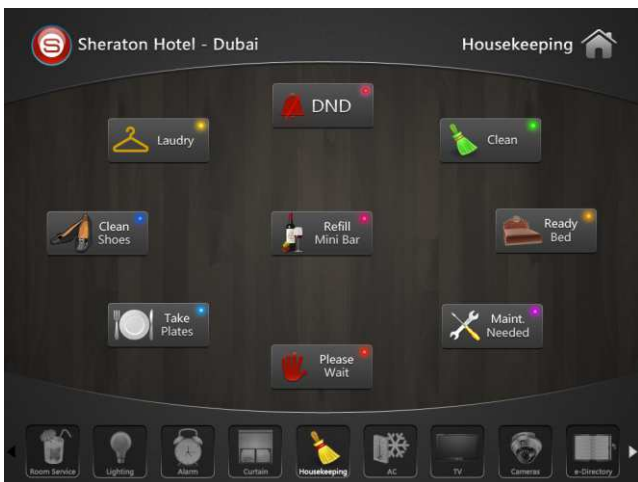 S
Sheraton Hotel - Dubai
Housekeeping
DND
Laudry
Clean
Clean
Shoes
Refill
Mini Bar
Ready
Bed
Take
Plates
Maint.
Needed
Please
Wait
Room Service
Lighting
Alarm
Curtain
Housekeeping
AC
TV
Cameras
e-Directory